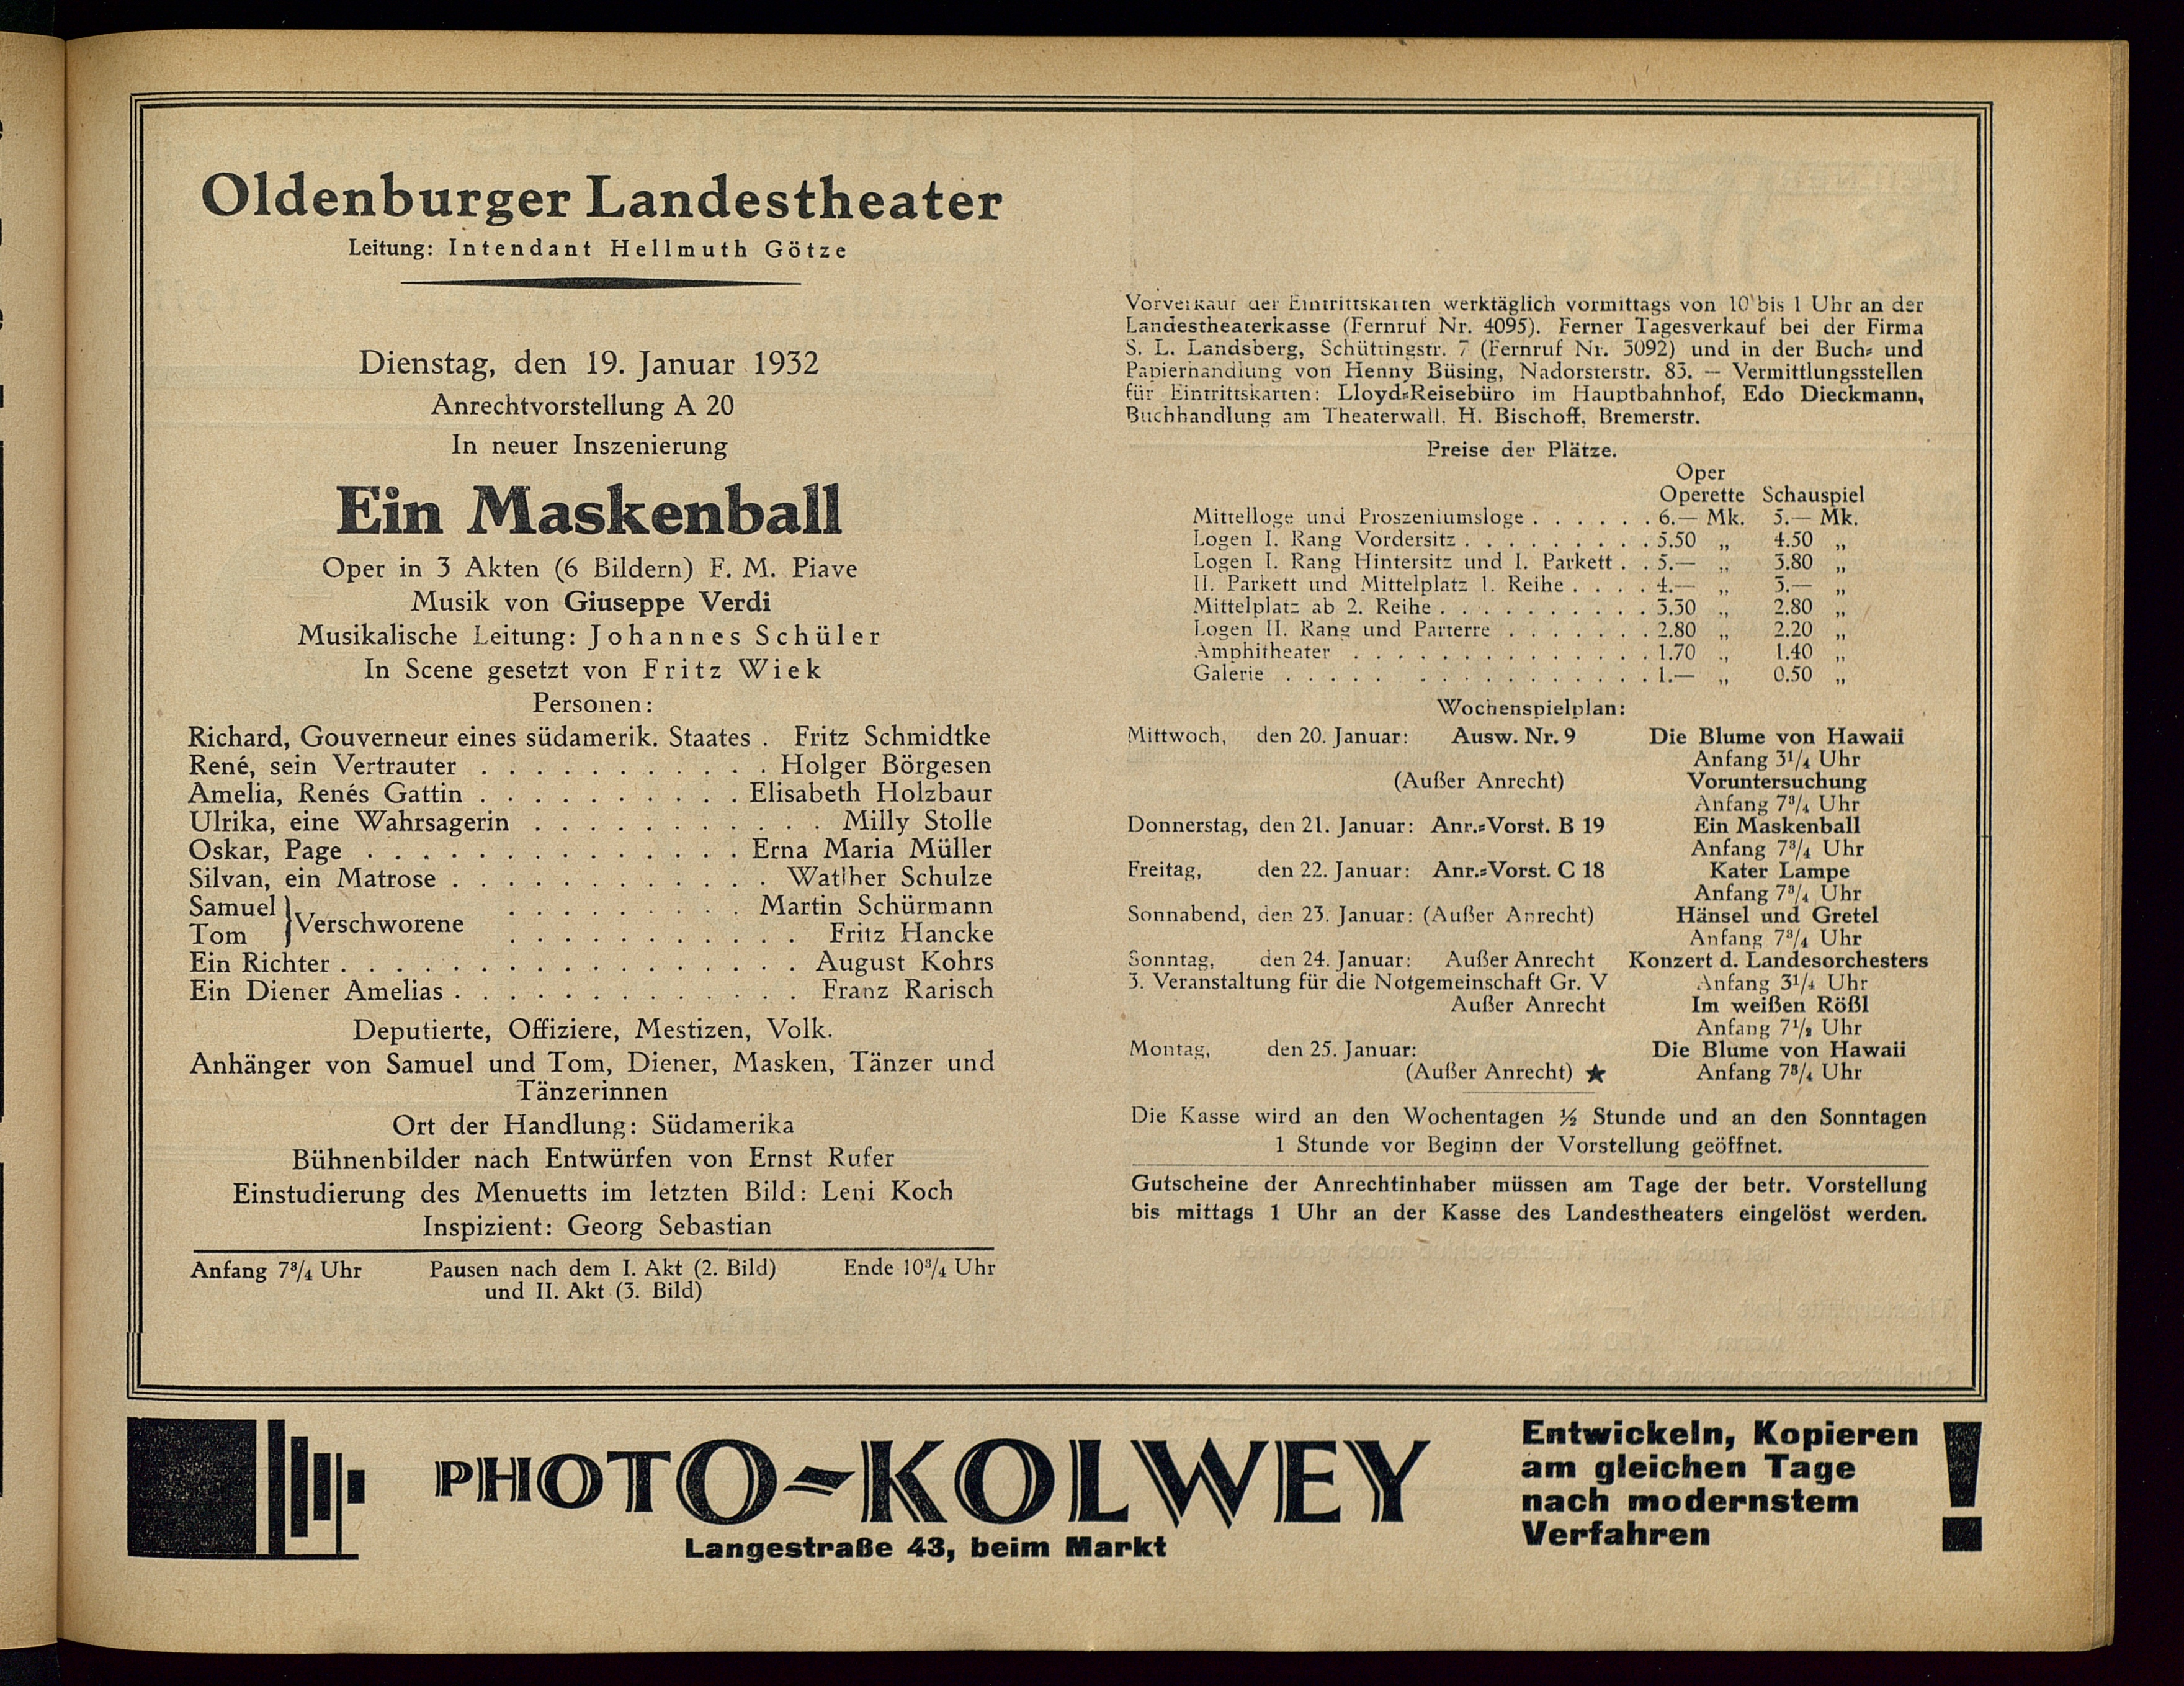 Oldenburger Landestheater
Leitung: Intendant Hellmuth Götze
Dienstag, den 19. Januar 1932
Anrechtvorstellung A 20
In neuer Inszenierung
Ein Maskenball
Oper in 3 Akten (6 Bildern) F. M. Piave
Musik von Giuseppe Verdi
Musikalische Leitung: Johannes Schüler
In Scene gesetzt von Fritz Wiek
Personen:
Richard, Gouverneur eines südamerik. Staates . Fritz Schmidtke
René, sein Vertrauter . . . . . . . . . . . Holger Börgesen
Amelia, Renés Gattin . . . . . . . . . . Elisabeth Holzbaur
Ulrika, eine Wahrsagerin . . . . . . . . . . . Milly Stolle
Oskar, Page . . . . . . . . . . . . . . Erna Maria Müller
Silvan, ein Matrose . . . . . . . . . . . . Watlher Schulze
Samuel } Verschworene . . . . . . . . . Martin Schürmann
Tom } . . . . . . . . . . . Fritz Hancke
Ein Richter . . . . . . . . . . . . . . . . . August Kohrs
Ein Diener Amelias . . . . . . . . . . . . . Franz Rarisch
Deputierte, Offiziere, Mestizen, Volk.
Anhänger von Samuel und Tom, Diener, Masken, Tänzer und
Tänzerinnen
Ort der Handlung: Südamerika
Bühnenbilder nach Entwürfen von Ernst Rufer
Einstudierung des Menuetts im letzten Bild: Leni Koch
Inspizient: Georg Sebastian
Anfang 7³/₄ Uhr Pausen nach dem I. Akt (2. Bild) Ende 10³/₄ Uhr
und II. Akt (3. Bild)
Vorverkauf der Eintrittskarten werktäglich vormittags von 10 bis 1 Uhr an der
Landestheaterkasse (Fernruf Nr. 4095). Ferner Tagesverkauf bei der Firma
S. L. Landsberg, Schüttingstr. 7 (Fernruf Nr. 3092) und in der Buch- und
Papierhandlung von Henny Büsing, Nadorsterstr. 83. — Vermittlungsstellen
für Eintrittskarten: Lloyd-Reisebüro im Hauptbahnhof, Edo Dieckmann,
Buchhandlung am Theaterwall, H. Bischoff, Bremerstr.
Preise der Plätze.
Oper
Operette Schauspiel
Mittelloge und Proszeniumsloge . . . . . . 6.— Mk. 5.— Mk.
Logen I. Rang Vordersitz . . . . . . . . . 5.50 „ 4.50 „
Logen I. Rang Hintersitz und I. Parkett . . 5.— „ 3.80 „
II. Parkett und Mittelplatz 1. Reihe . . . . 4.— „ 3.— „
Mittelplatz ab 2. Reihe . . . . . . . . . . 3.30 „ 2.80 „
Logen II. Rang und Parterre . . . . . . . 2.80 „ 2.20 „
Amphitheater . . . . . . . . . . . . . . 1.70 „ 1.40 „
Galerie . . . . . . . . . . . . . . . . 1.— „ 0.50 „
Wochenspielplan:
Mittwoch, den 20. Januar: Ausw. Nr. 9 Die Blume von Hawaii
Anfang 3¹/₄ Uhr
(Außer Anrecht) Voruntersuchung
Anfang 7³/₄ Uhr
Donnerstag, den 21. Januar: Anr.-Vorst. B 19 Ein Maskenball
Anfang 7³/₄ Uhr
Freitag, den 22. Januar: Anr.-Vorst. C 18 Kater Lampe
Anfang 7³/₄ Uhr
Sonnabend, den 23. Januar: (Außer Anrecht) Hänsel und Gretel
Anfang 7³/₄ Uhr
Sonntag, den 24. Januar: Außer Anrecht Konzert d. Landesorchesters
3. Veranstaltung für die Notgemeinschaft Gr. V Anfang 3¹/₄ Uhr
Außer Anrecht Im weißen Rößl
Anfang 7¹/₂ Uhr
Montag, den 25. Januar: Die Blume von Hawaii
(Außer Anrecht) ★ Anfang 7³/₄ Uhr
Die Kasse wird an den Wochentagen ½ Stunde und an den Sonntagen
1 Stunde vor Beginn der Vorstellung geöffnet.
Gutscheine der Anrechtinhaber müssen am Tage der betr. Vorstellung
bis mittags 1 Uhr an der Kasse des Landestheaters eingelöst werden.
PHOTO-KOLWEY
Langestraße 43, beim Markt
Entwickeln, Kopieren
am gleichen Tage
nach modernstem
Verfahren
!